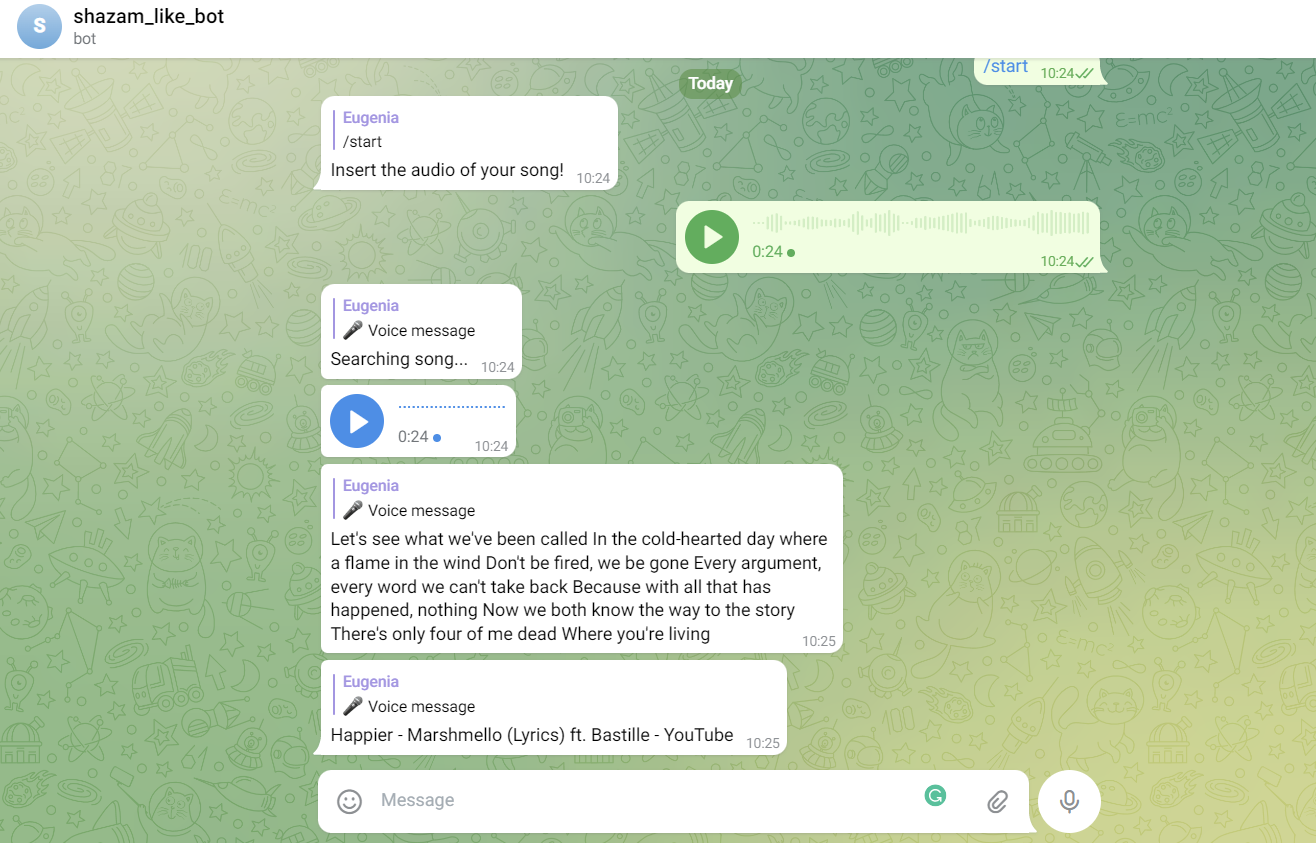 S
shazam_like_bot
bot
/start 10:24
Today
Eugenia
/start
Insert the audio of your song! 10:24
0:24 10:24
Eugenia
🎤 Voice message
Searching song... 10:24
0:24 10:24
Eugenia
🎤 Voice message
Let's see what we've been called In the cold-hearted day where
a flame in the wind Don't be fired, we be gone Every argument,
every word we can't take back Because with all that has
happened, nothing Now we both know the way to the story
There's only four of me dead Where you're living 10:25
Eugenia
🎤 Voice message
Happier - Marshmello (Lyrics) ft. Bastille - YouTube 10:25
Message
E=mc²
E=mc²